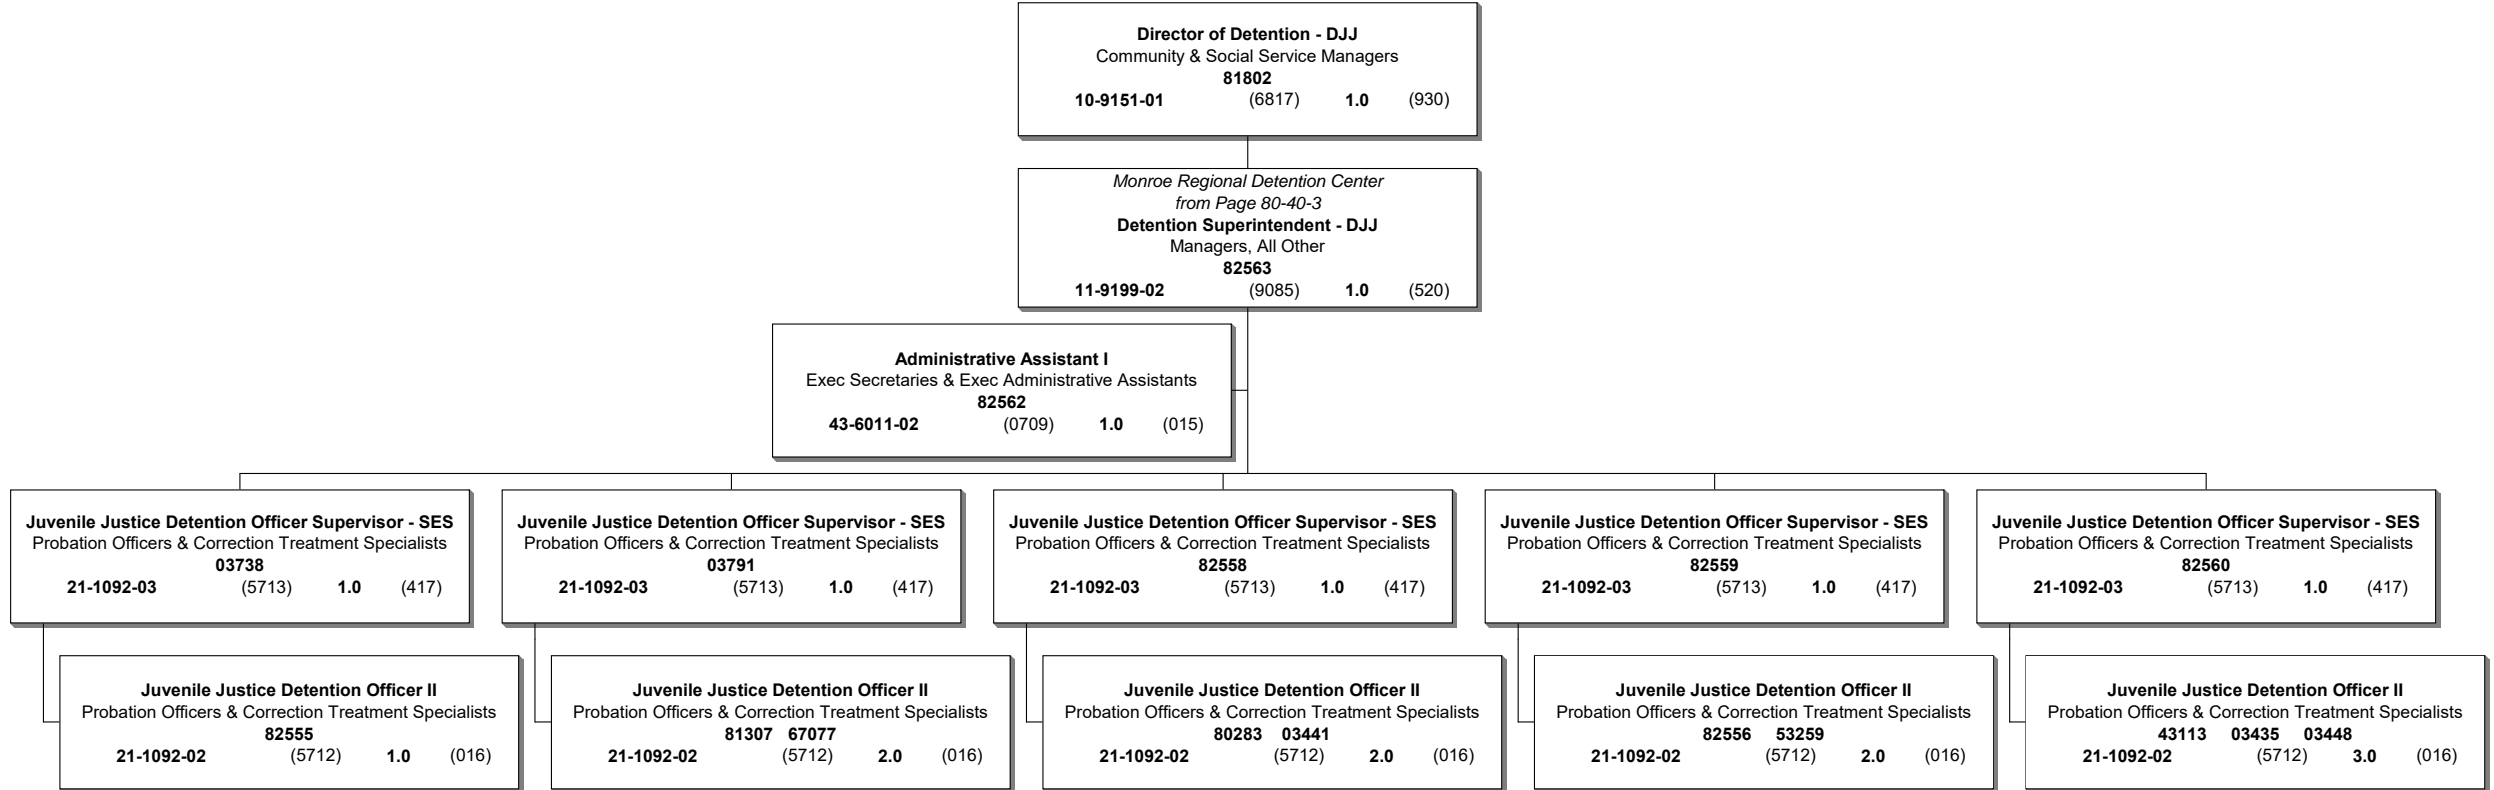 Director of Detention - DJJ
Community & Social Service Managers
81802
10-9151-01 (6817) 1.0 (930)
Monroe Regional Detention Center
from Page 80-40-3
Detention Superintendent - DJJ
Managers, All Other
82563
11-9199-02 (9085) 1.0 (520)
Administrative Assistant I
Exec Secretaries & Exec Administrative Assistants
82562
43-6011-02 (0709) 1.0 (015)
Juvenile Justice Detention Officer Supervisor - SES
Probation Officers & Correction Treatment Specialists
03738
21-1092-03 (5713) 1.0 (417)
Juvenile Justice Detention Officer Supervisor - SES
Probation Officers & Correction Treatment Specialists
03791
21-1092-03 (5713) 1.0 (417)
Juvenile Justice Detention Officer Supervisor - SES
Probation Officers & Correction Treatment Specialists
82558
21-1092-03 (5713) 1.0 (417)
Juvenile Justice Detention Officer Supervisor - SES
Probation Officers & Correction Treatment Specialists
82559
21-1092-03 (5713) 1.0 (417)
Juvenile Justice Detention Officer Supervisor - SES
Probation Officers & Correction Treatment Specialists
82560
21-1092-03 (5713) 1.0 (417)
Juvenile Justice Detention Officer II
Probation Officers & Correction Treatment Specialists
82555
21-1092-02 (5712) 1.0 (016)
Juvenile Justice Detention Officer II
Probation Officers & Correction Treatment Specialists
81307 67077
21-1092-02 (5712) 2.0 (016)
Juvenile Justice Detention Officer II
Probation Officers & Correction Treatment Specialists
80283 03441
21-1092-02 (5712) 2.0 (016)
Juvenile Justice Detention Officer II
Probation Officers & Correction Treatment Specialists
82556 53259
21-1092-02 (5712) 2.0 (016)
Juvenile Justice Detention Officer II
Probation Officers & Correction Treatment Specialists
43113 03435 03448
21-1092-02 (5712) 3.0 (016)